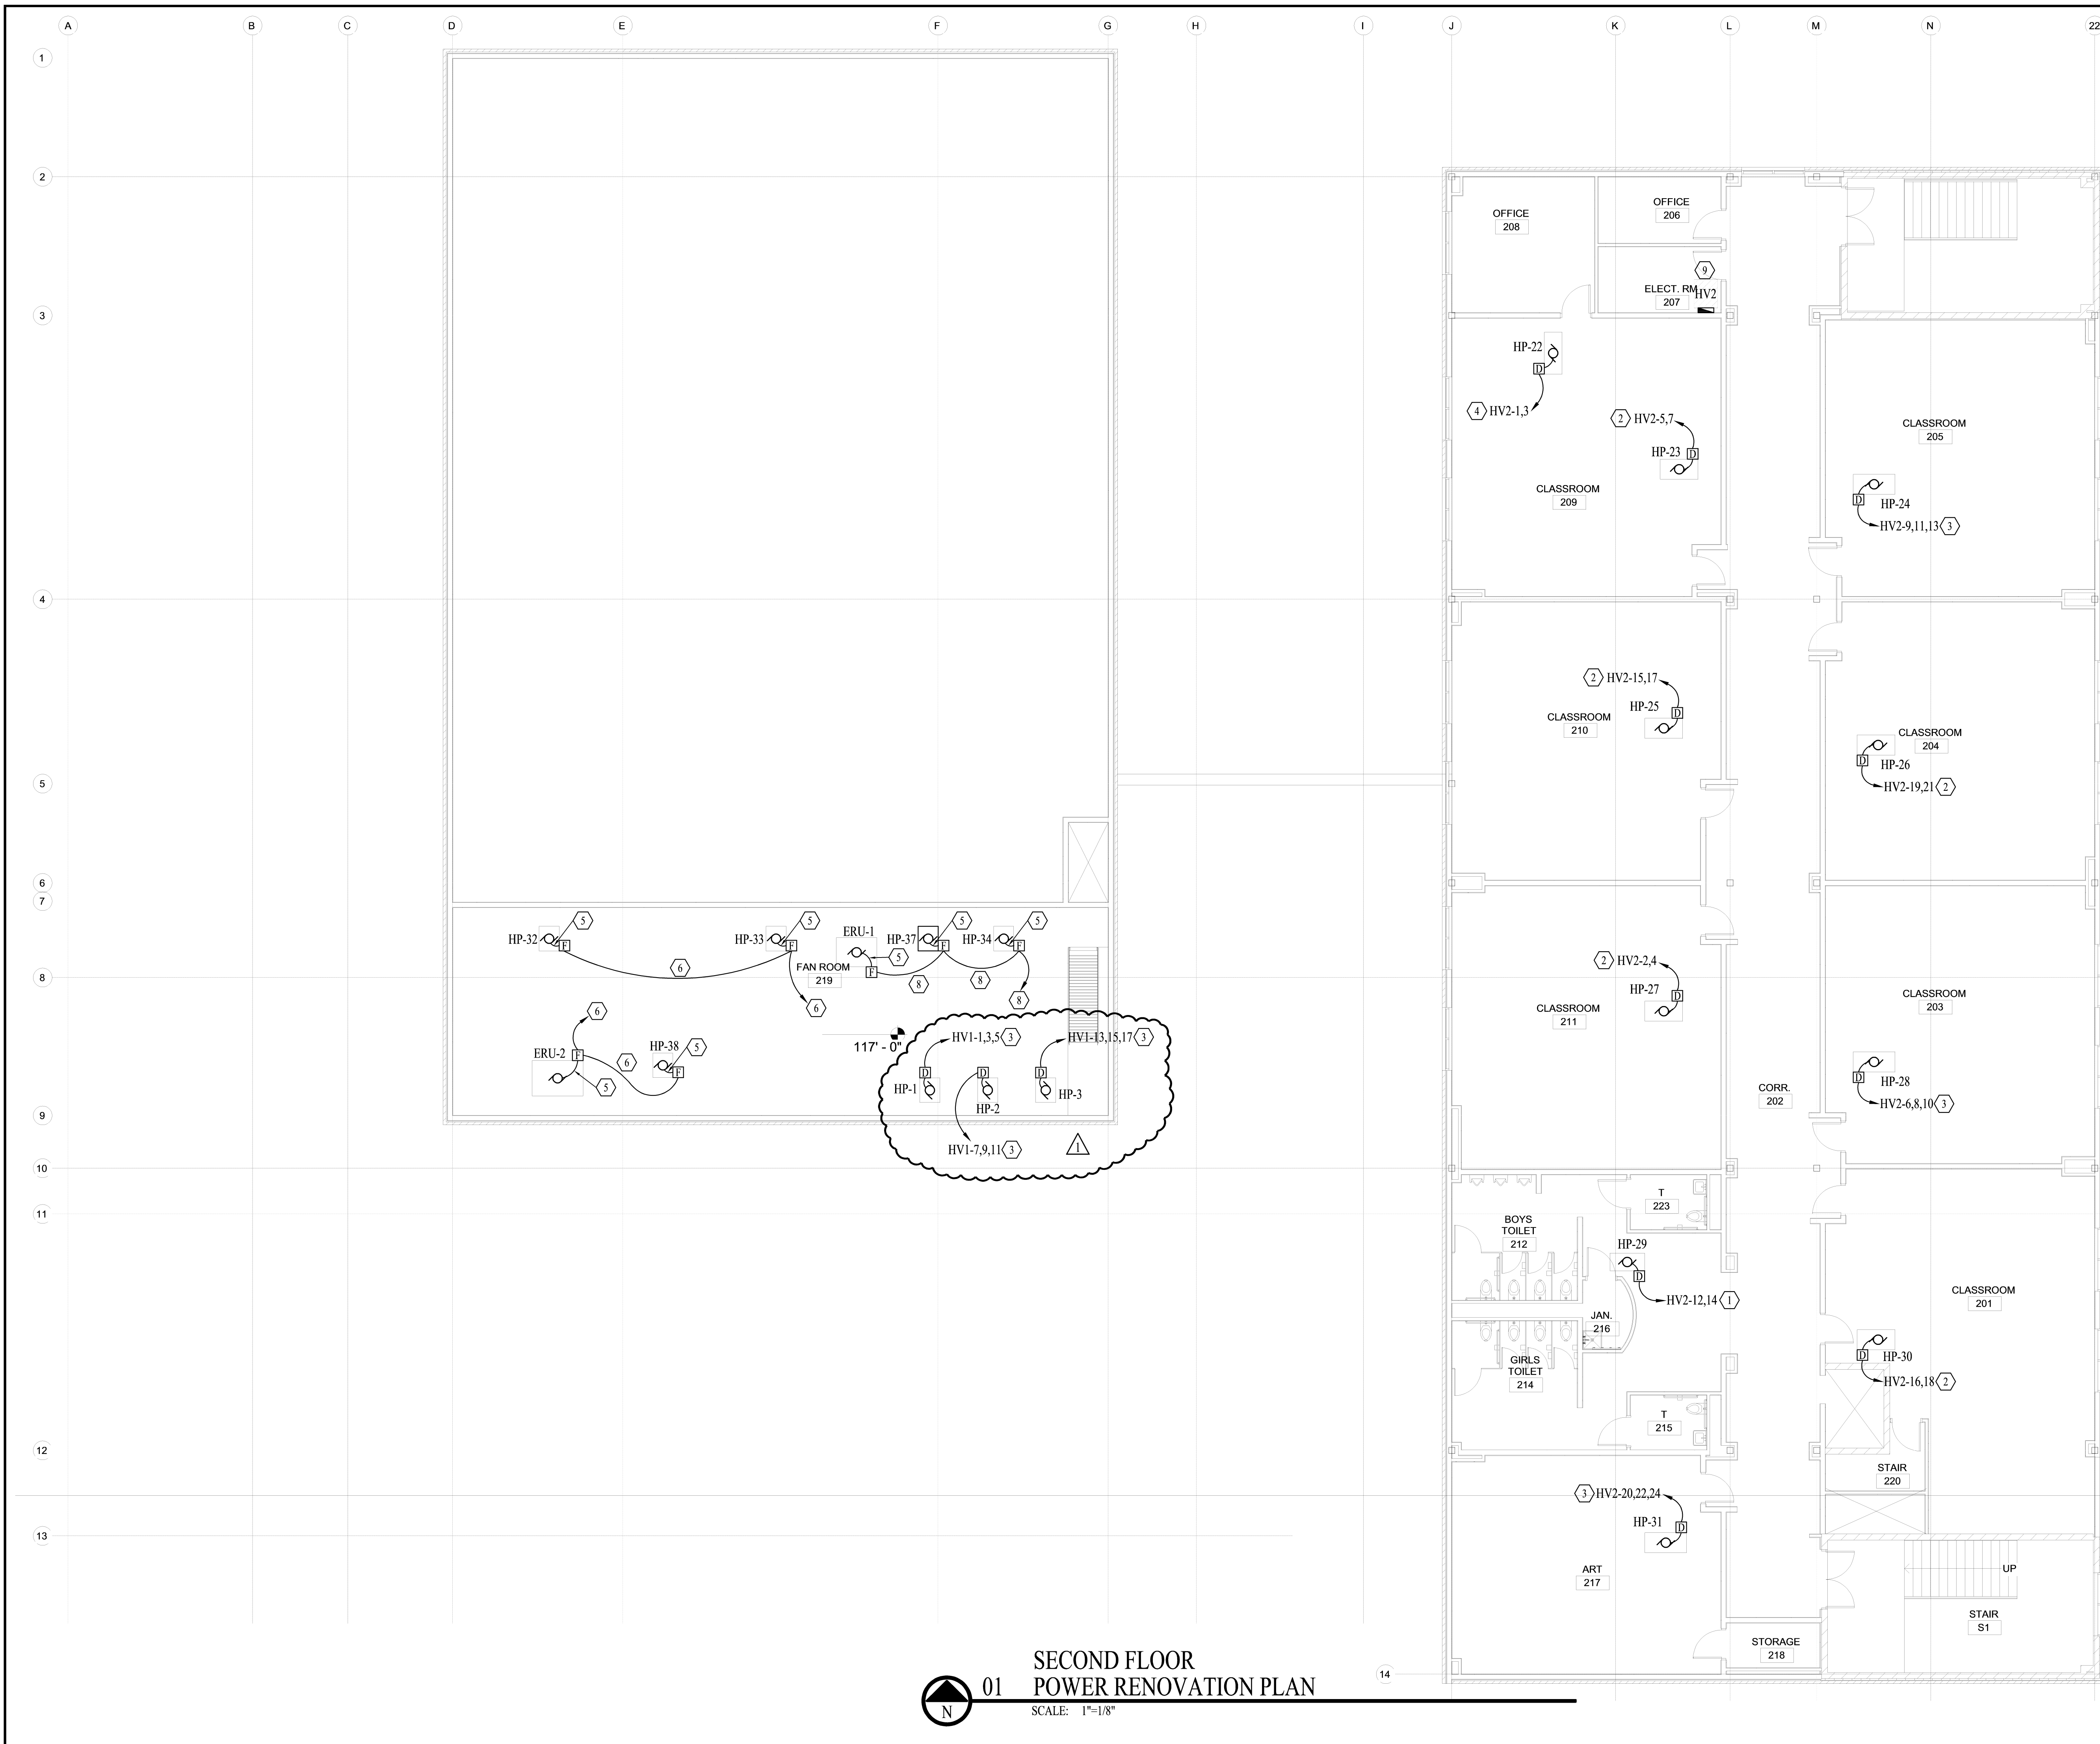 A B C D E F G H I J K L M N 22
1
2
OFFICE
206
OFFICE
208
9
ELECT. RM
207
HV2
3
HP-22
D
4 HV2-1,3
2 HV2-5,7
HP-23
D
CLASSROOM
205
CLASSROOM
209
D
HP-24
HV2-9,11,13 3
4
2 HV2-15,17
HP-25
D
CLASSROOM
210
CLASSROOM
204
D
HP-26
HV2-19,21 2
5
6
7
HP-32
F
5
HP-33
F
5
ERU-1
F
5
HP-37
F
5
HP-34
F
5
6
FAN ROOM
219
8
8
8
6
8
2 HV2-2,4
HP-27
D
CLASSROOM
211
CLASSROOM
203
6
ERU-2
F
5
6
HP-38
F
5
117' - 0"
HV1-1,3,5 3
HV1-13,15,17 3
D
D
D
HP-1
HP-2
HP-3
HV1-7,9,11 3
1
D
HP-28
HV2-6,8,10 3
CORR.
202
9
10
11
T
223
BOYS
TOILET
212
HP-29
D
HV2-12,14 1
CLASSROOM
201
JAN.
216
GIRLS
TOILET
214
D
HP-30
HV2-16,18 2
T
215
12
STAIR
220
3 HV2-20,22,24
HP-31
D
13
ART
217
UP
STAIR
S1
STORAGE
218
14
SECOND FLOOR
01 POWER RENOVATION PLAN
N
SCALE: 1"=1/8"